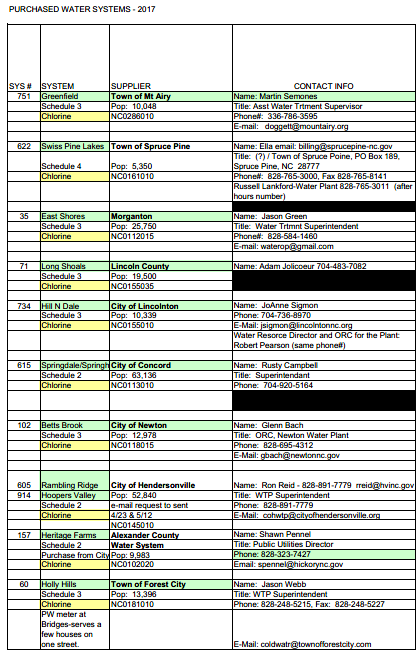 PURCHASED WATER SYSTEMS - 2017
SYS # SYSTEM SUPPLIER CONTACT INFO
751 Greenfield Town of Mt Airy Name: Martin Semones
Schedule 3 Pop: 10,048 Title: Asst Water Trtment Supervisor
Chlorine NC0286010 Phone#: 336-786-3595
E-mail: doggett@mountairy.org
622 Swiss Pine Lakes Town of Spruce Pine Name: Ella email: billing@sprucepine-nc.gov
Schedule 4 Pop: 5,350 Title: (?) / Town of Spruce Poine, PO Box 189, Spruce Pine, NC 28777
Chlorine NC0161010 Phone#: 828-765-3000, Fax 828-765-8141
Russell Lankford-Water Plant 828-765-3011 (after
hours number)
35 East Shores Morganton Name: Jason Green
Schedule 3 Pop: 25,750 Title: Water Trtmnt Superintendent
Chlorine NC0112015 Phone#: 828-584-1460
E-mail: waterop@gmail.com
71 Long Shoals Lincoln County Name: Adam Jolicoeur 704-483-7082
Schedule 3 Pop: 19,500
Chlorine NC0155035
734 Hill N Dale City of Lincolnton Name: JoAnne Sigmon
Schedule 3 Pop: 10,339 Phone: 704-736-8970
Chlorine NC0155010 E-Mail: jsigmon@lincolntonnc.org
Water Resorce Director and ORC for the Plant:
Robert Pearson (same phone#)
615 Springdale/Springh City of Concord Name: Rusty Campbell
Schedule 2 Pop: 63,136 Title: Superintendant
Chlorine NC0113010 Phone: 704-920-5164
102 Betts Brook City of Newton Name: Glenn Bach
Schedule 3 Pop: 12,978 Title: ORC, Newton Water Plant
Chlorine NC0118015 Phone: 828-695-4312
E-Mail: gbach@newtonnc.gov
605 Rambling Ridge City of Hendersonville Name: Ron Reid - 828-891-7779 rreid@hvinc.gov
914 Hoopers Valley Pop: 52,840 Title: WTP Superintendent
Schedule 2 e-mail request to sent Phone: 828-891-7779
Chlorine 4/23 & 5/12 E-Mail: cohwtp@cityofhendersonville.org
NC0145010
157 Heritage Farms Alexander County Name: Shawn Pennel
Schedule 2 Water System Title: Public Utilities Director
Purchase from City Pop: 9,983 Phone: 828-323-7427
Chlorine NC0102020 Email: spennel@hickorync.gov
60 Holly Hills Town of Forest City Name: Jason Webb
Schedule 3 Pop: 13,396 Title: WTP Superintendent
Chlorine NC0181010 Phone: 828-248-5215, Fax: 828-248-5227
PW meter at
Bridges-serves a
few houses on
one street. E-Mail: coldwatr@townofforestcity.com